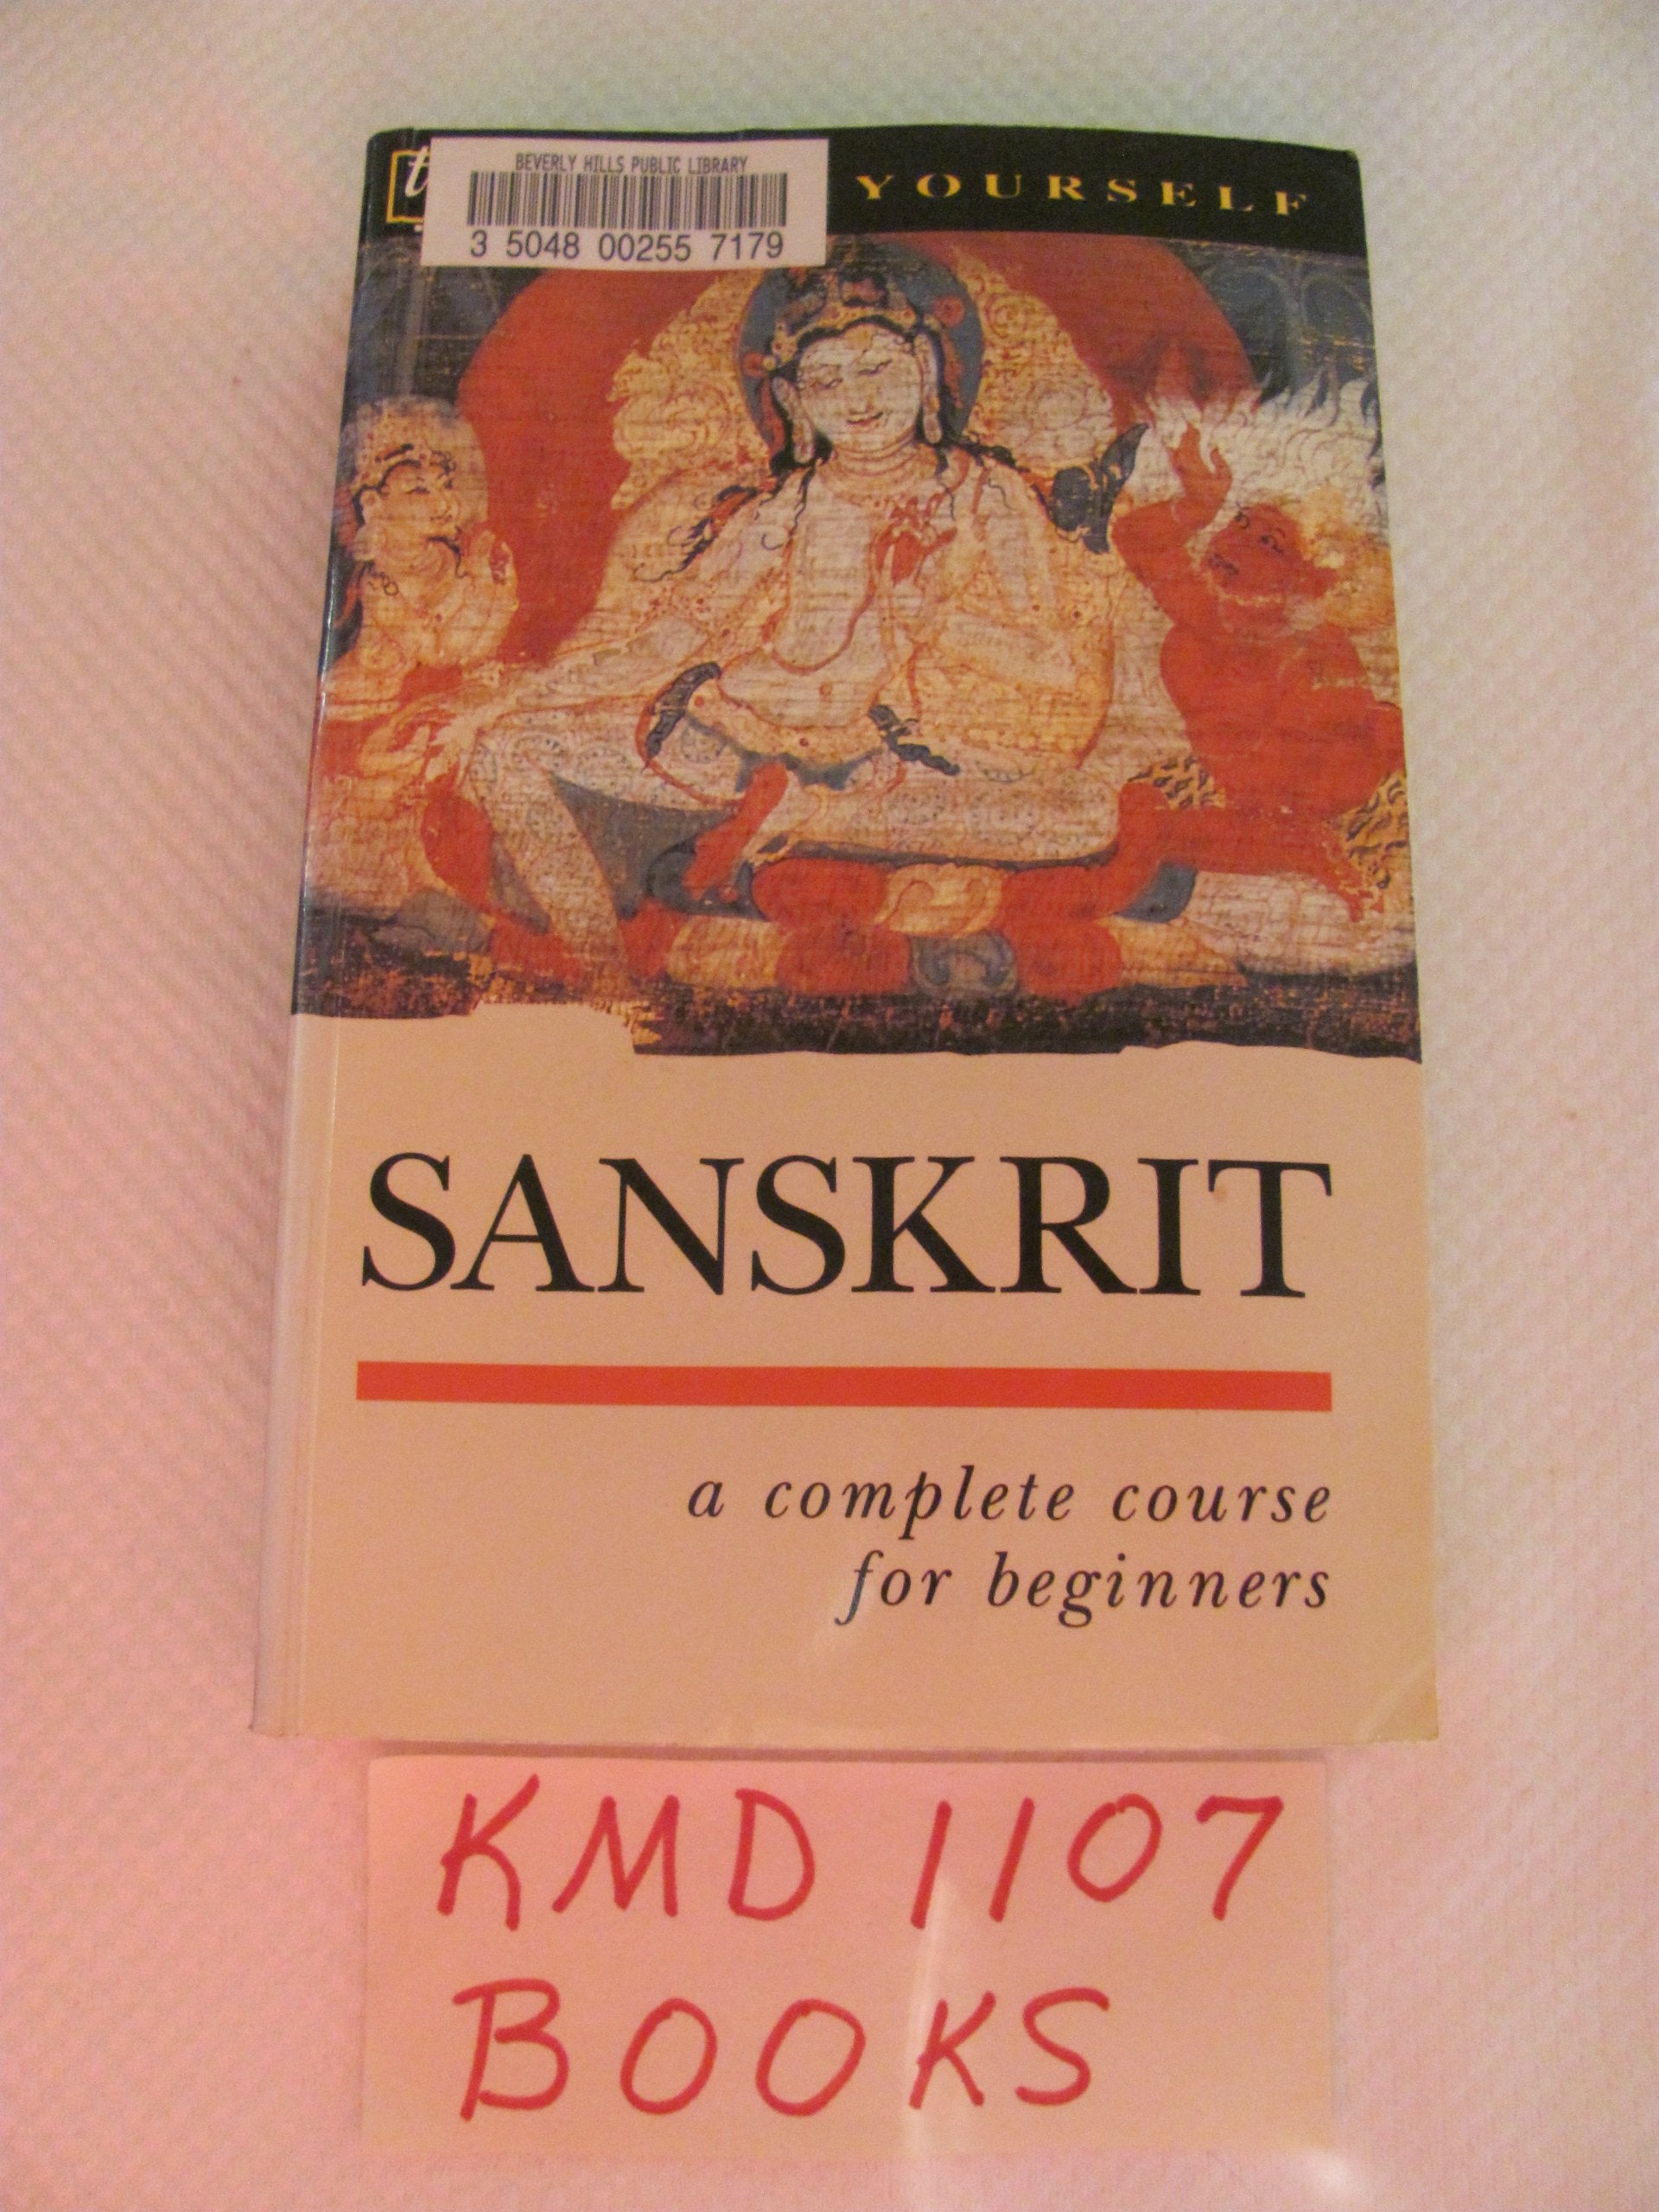 BEVERLY HILLS PUBLIC LIBRARY
3 5048 00255 7179
YOURSELF
SANSKRIT
a complete course
for beginners
KMD 1107
BOOKS